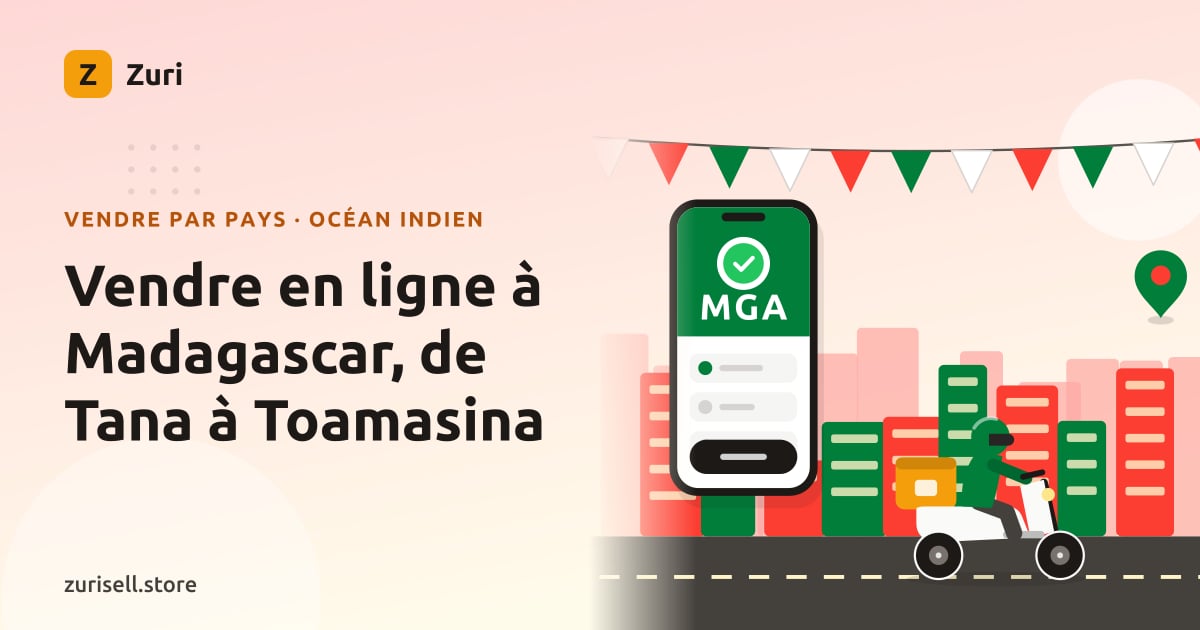 Z Zuri
VENDRE PAR PAYS · OCÉAN INDIEN
Vendre en ligne à
Madagascar, de
Tana à Toamasina
MGA
zurisell.store